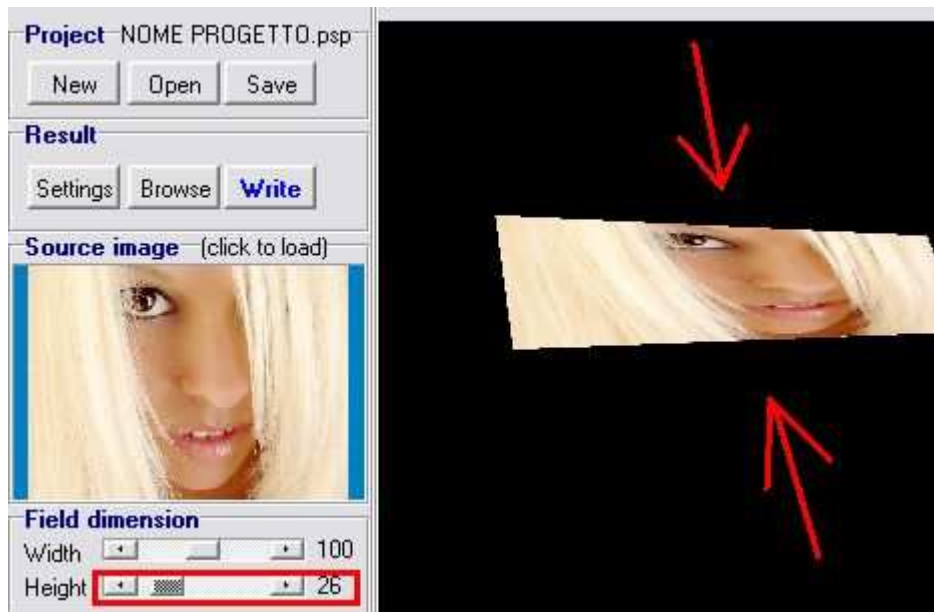 Project NOME PROGETTO.psp
New Open Save
Result
Settings Browse Write
Source image (click to load)
Field dimension
Width 100
Height 26